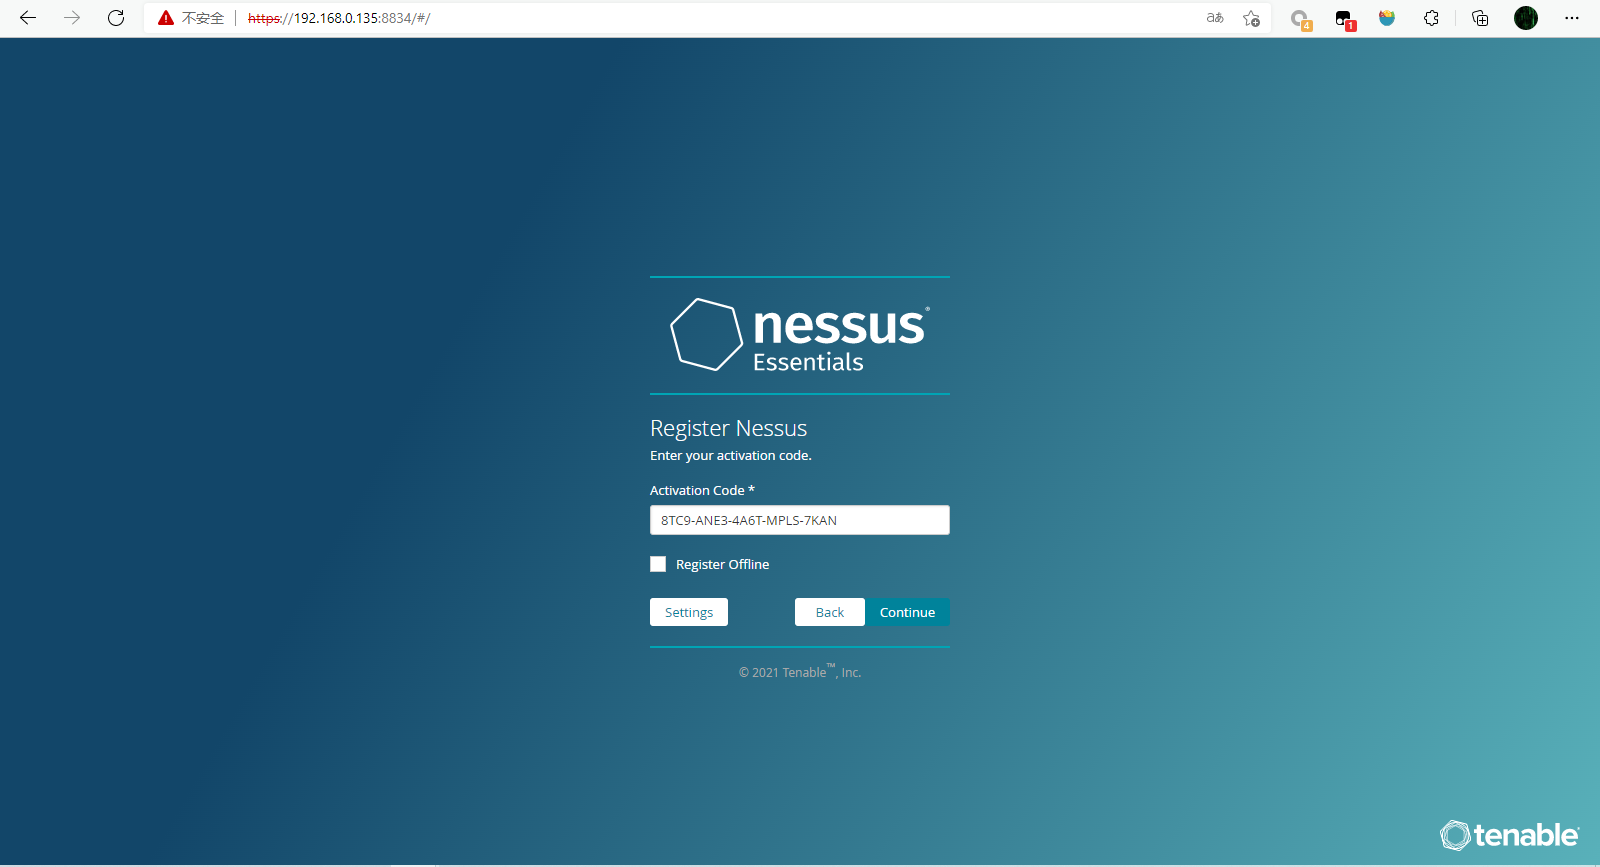 不安全 https://192.168.0.135:8834/#/ aあ 4 1
nessus®
Essentials
Register Nessus
Enter your activation code.
Activation Code *
8TC9-ANE3-4A6T-MPLS-7KAN
Register Offline
Settings Back Continue
© 2021 Tenable™, Inc.
tenable®